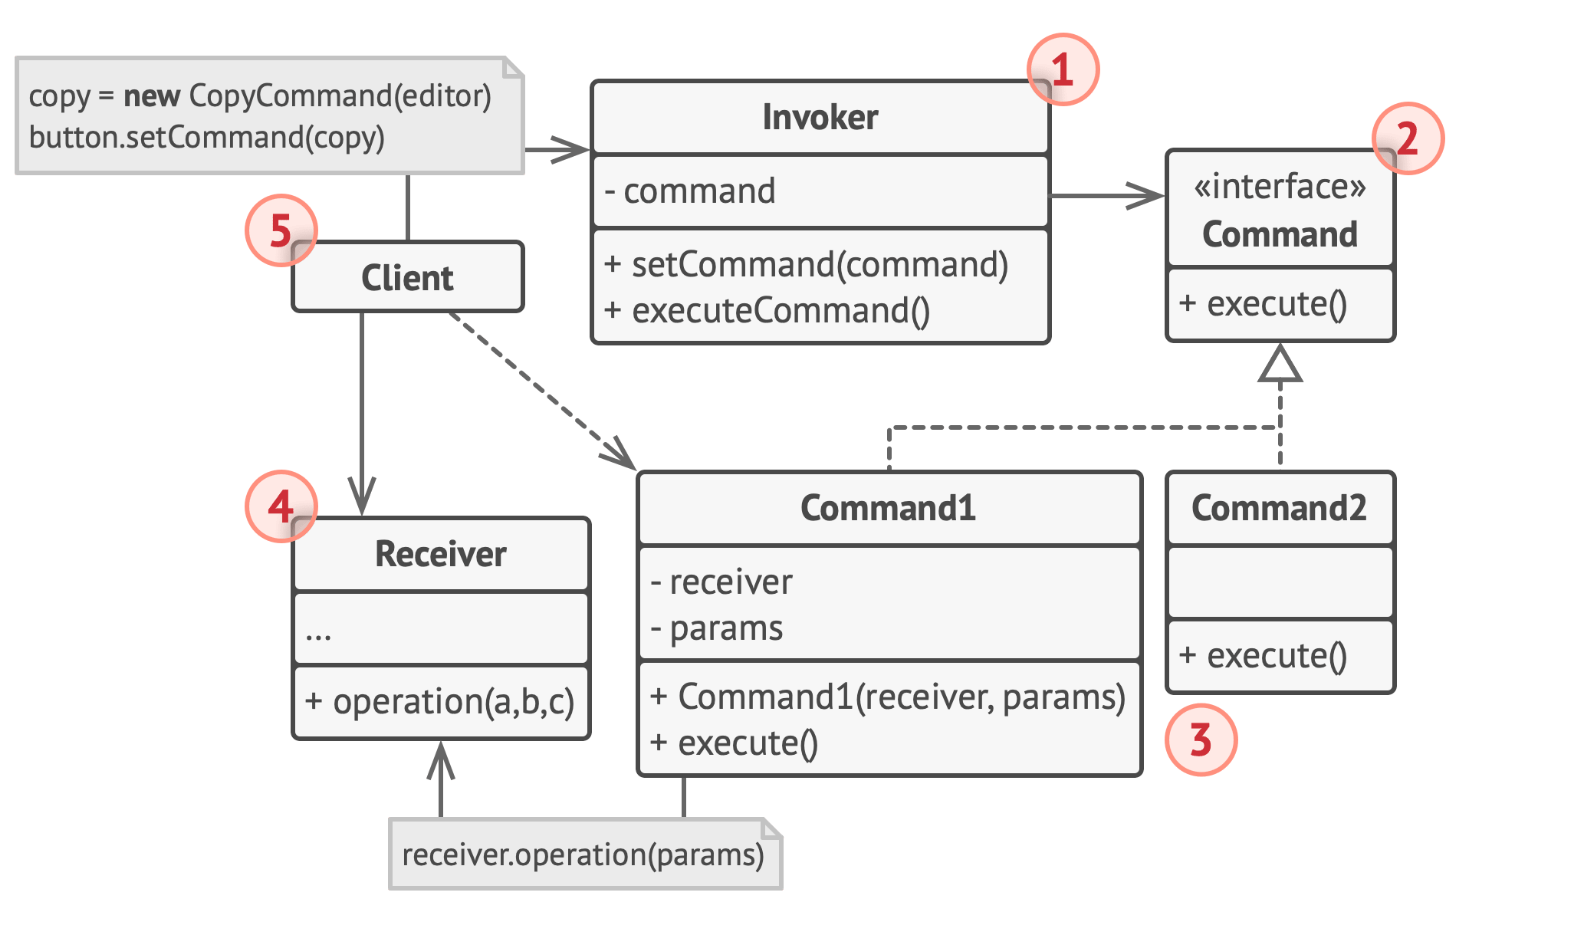 copy = new CopyCommand(editor)
button.setCommand(copy)
1
Invoker
- command
+ setCommand(command)
+ executeCommand()
2
«interface»
Command
+ execute()
5
Client
4
Receiver
...
+ operation(a,b,c)
Command1
- receiver
- params
+ Command1(receiver, params)
+ execute()
Command2
+ execute()
3
receiver.operation(params)